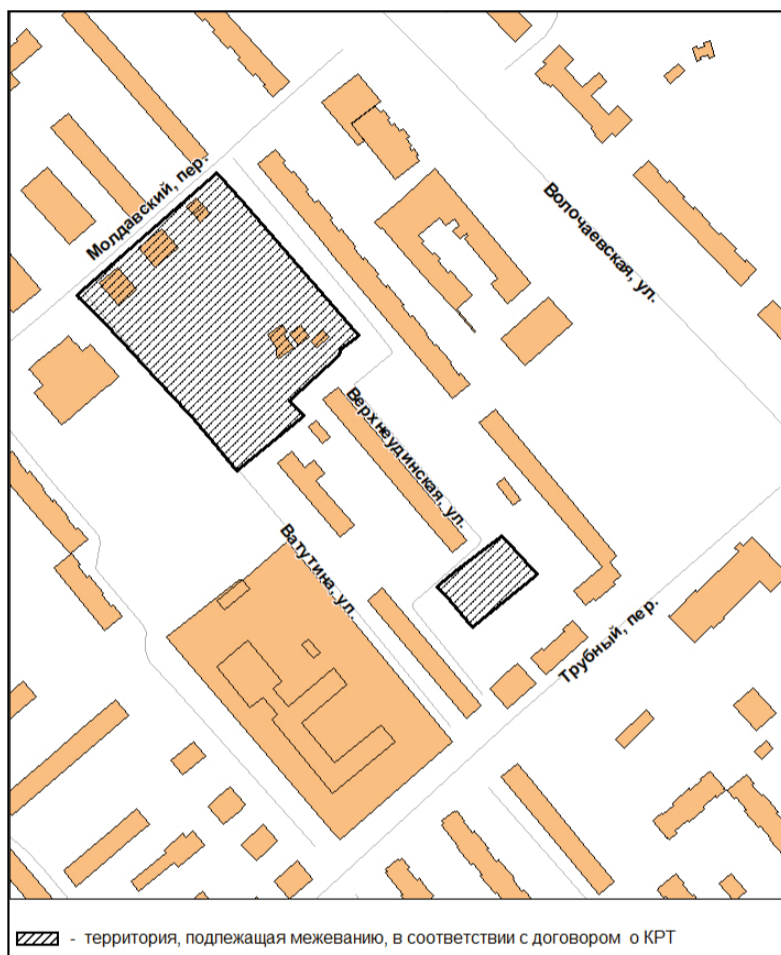 Молдавский, пер.
Волочаевская, ул.
Верхнеудинская, ул.
Ватутина, ул.
Трубный, пер.
- территория, подлежащая межеванию, в соответствии с договором о КРТ